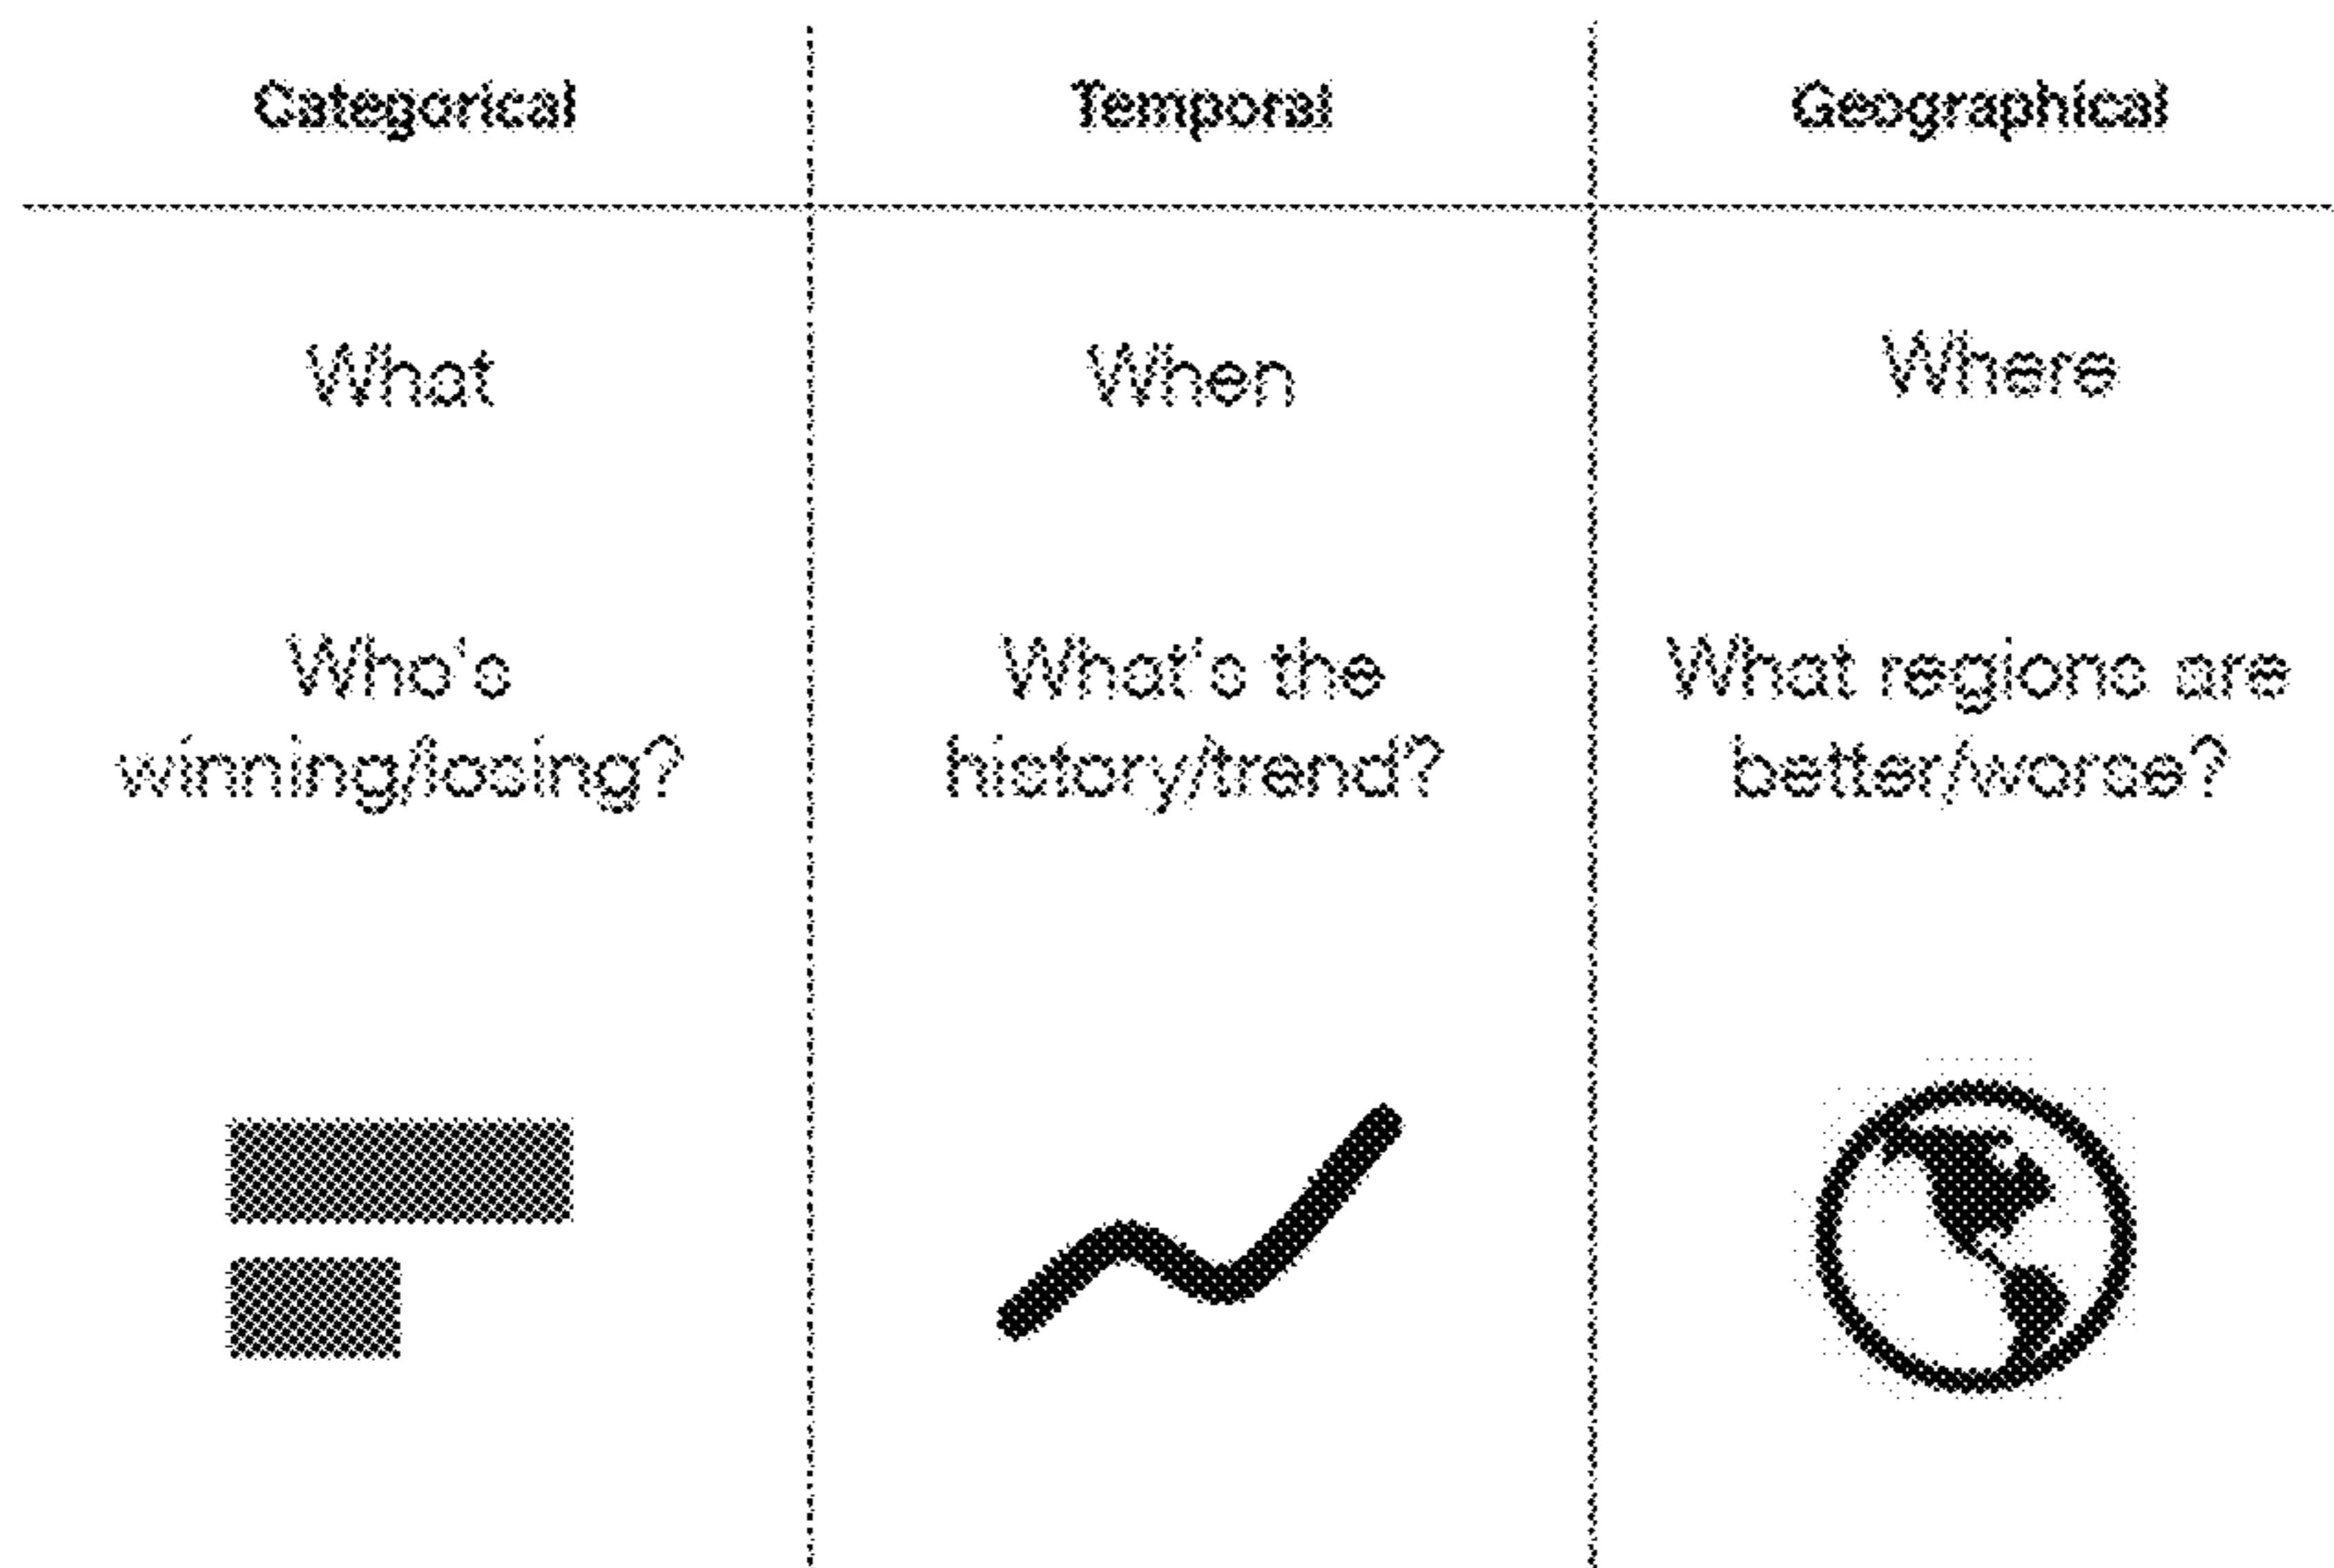 Categorical
Temporal
Geographical
What
When
Where
Who's
winning/losing?
What's the
history/trend?
What regions are
better/worse?